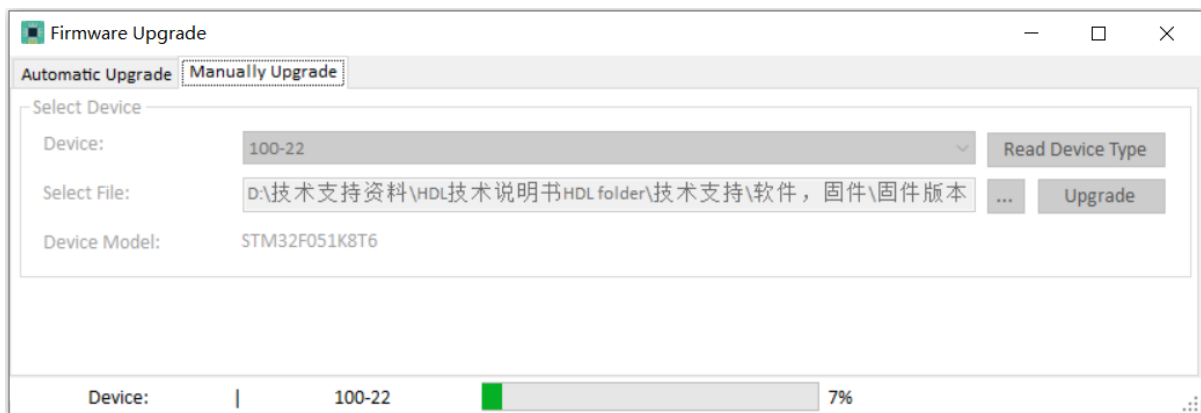 Firmware Upgrade
Automatic Upgrade Manually Upgrade
Select Device
Device: 100-22 Read Device Type
Select File: D:\技术支持资料\HDL技术说明书HDL folder\技术支持\软件，固件\固件版本 ... Upgrade
Device Model: STM32F051K8T6
Device: | 100-22 7%